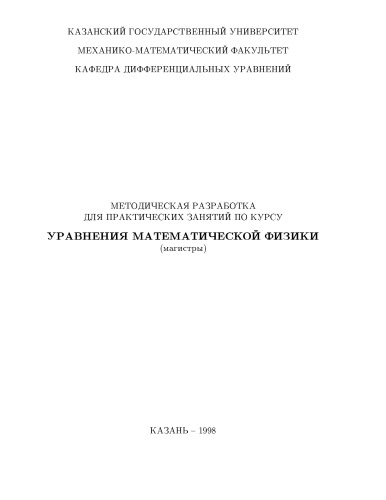 КАЗАНСКИЙ ГОСУДАРСТВЕННЫЙ УНИВЕРСИТЕТ
МЕХАНИКО-МАТЕМАТИЧЕСКИЙ ФАКУЛЬТЕТ
КАФЕДРА ДИФФЕРЕНЦИАЛЬНЫХ УРАВНЕНИЙ
МЕТОДИЧЕСКАЯ РАЗРАБОТКА
ДЛЯ ПРАКТИЧЕСКИХ ЗАНЯТИЙ ПО КУРСУ
УРАВНЕНИЯ МАТЕМАТИЧЕСКОЙ ФИЗИКИ
(магистры)
КАЗАНЬ – 1998